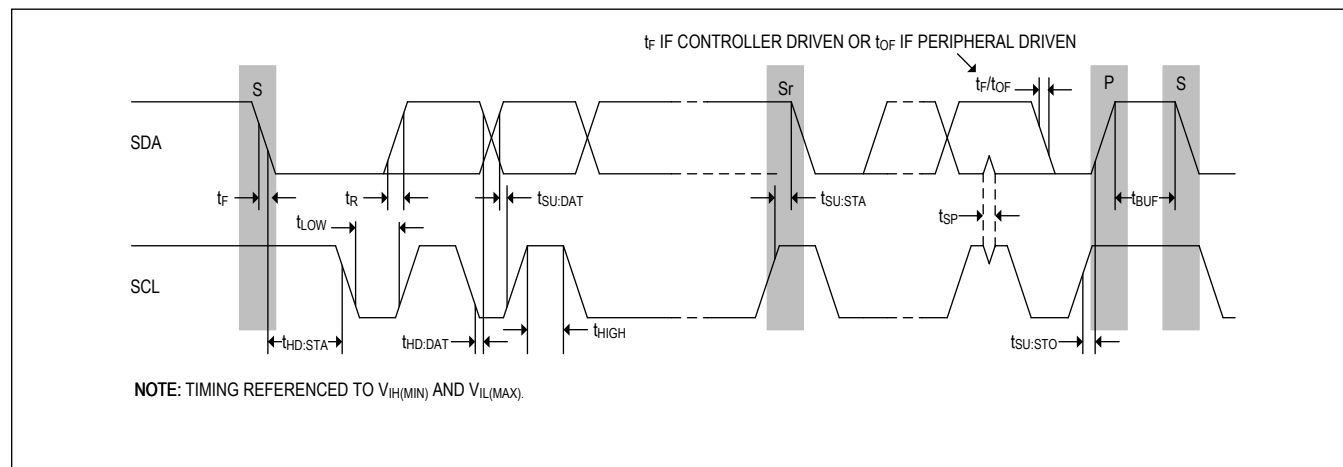 tF IF CONTROLLER DRIVEN OR tOF IF PERIPHERAL DRIVEN
S
Sr
tF/tOF
P
S
SDA
tF
tR
tSU:DAT
tSU:STA
tSP
tBUF
tLOW
SCL
tHD:STA
tHD:DAT
tHIGH
tSU:STO
NOTE: TIMING REFERENCED TO VIH(MIN) AND VIL(MAX).